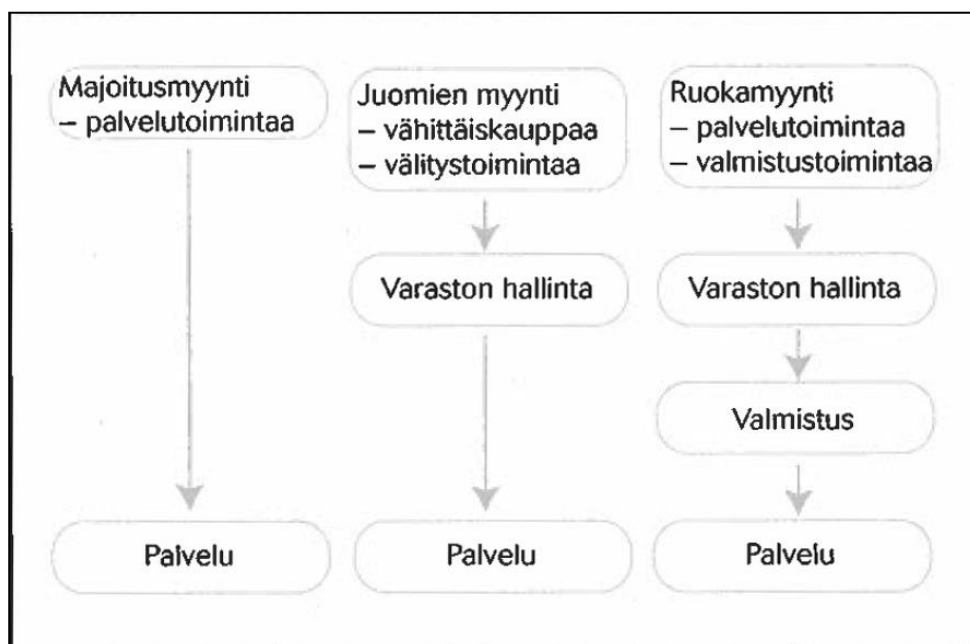 Majoitusmyynti
– palvelutoimintaa
Juomien myynti
– vähittäiskauppaa
– välitystoimintaa
Ruokamyynti
– palvelutoimintaa
– valmistustoimintaa
Varaston hallinta
Varaston hallinta
Valmistus
Palvelu
Palvelu
Palvelu